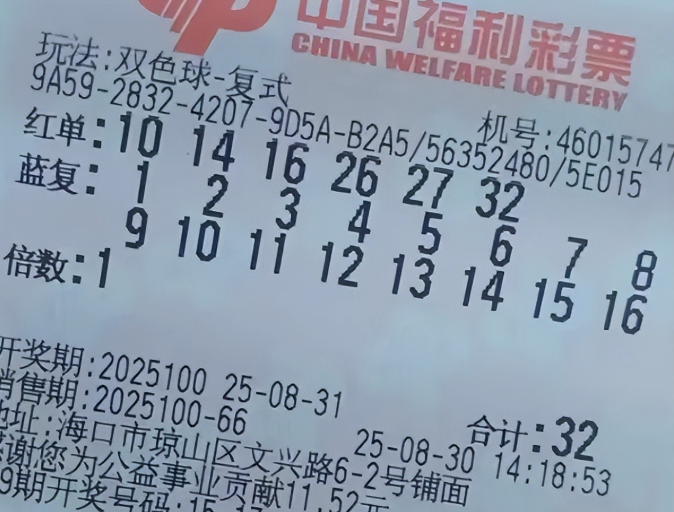 中国福利彩票
CHINA WELFARE LOTTERY
玩法:双色球-复式
机号:46015747
9A59-2832-4207-9D5A-B2A5/56352480/5E015
红单:10 14 16 26 27 32
蓝复:1 2 3 4 5 6 7 8
9 10 11 12 13 14 15 16
倍数:1
合计:32
开奖期:2025100 25-08-31
销售期:2025100-66 25-08-30 14:18:53
地址:海口市琼山区文兴路6-2号铺面
感谢您为公益事业贡献11.52元
9期开奖号码:15